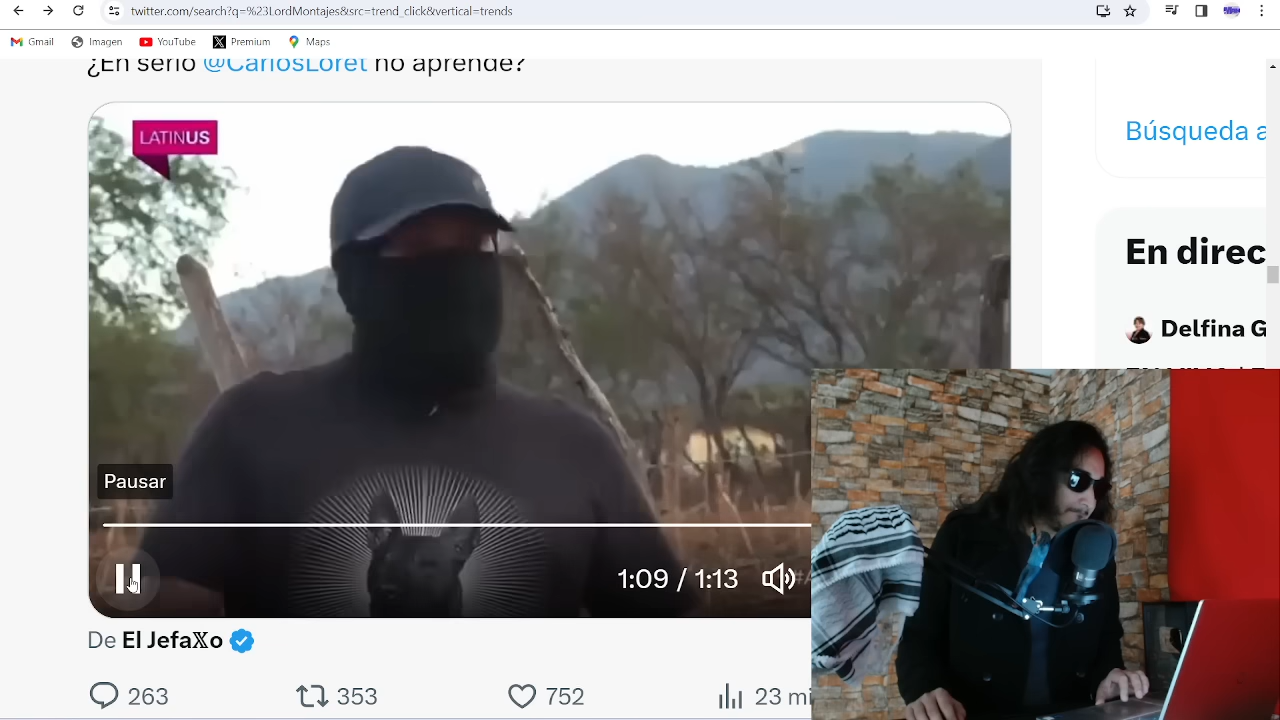 twitter.com/search?q=%23LordMontajes&src=trend_click&vertical=trends
Gmail
Imagen
YouTube
Premium
Maps
¿En serio @CarlosLoret no aprende?
LATINUS
Búsqueda a
En direc
Delfina G
Pausar
1:09 / 1:13
De El Jefa𝕏o
263
353
752
23 mi